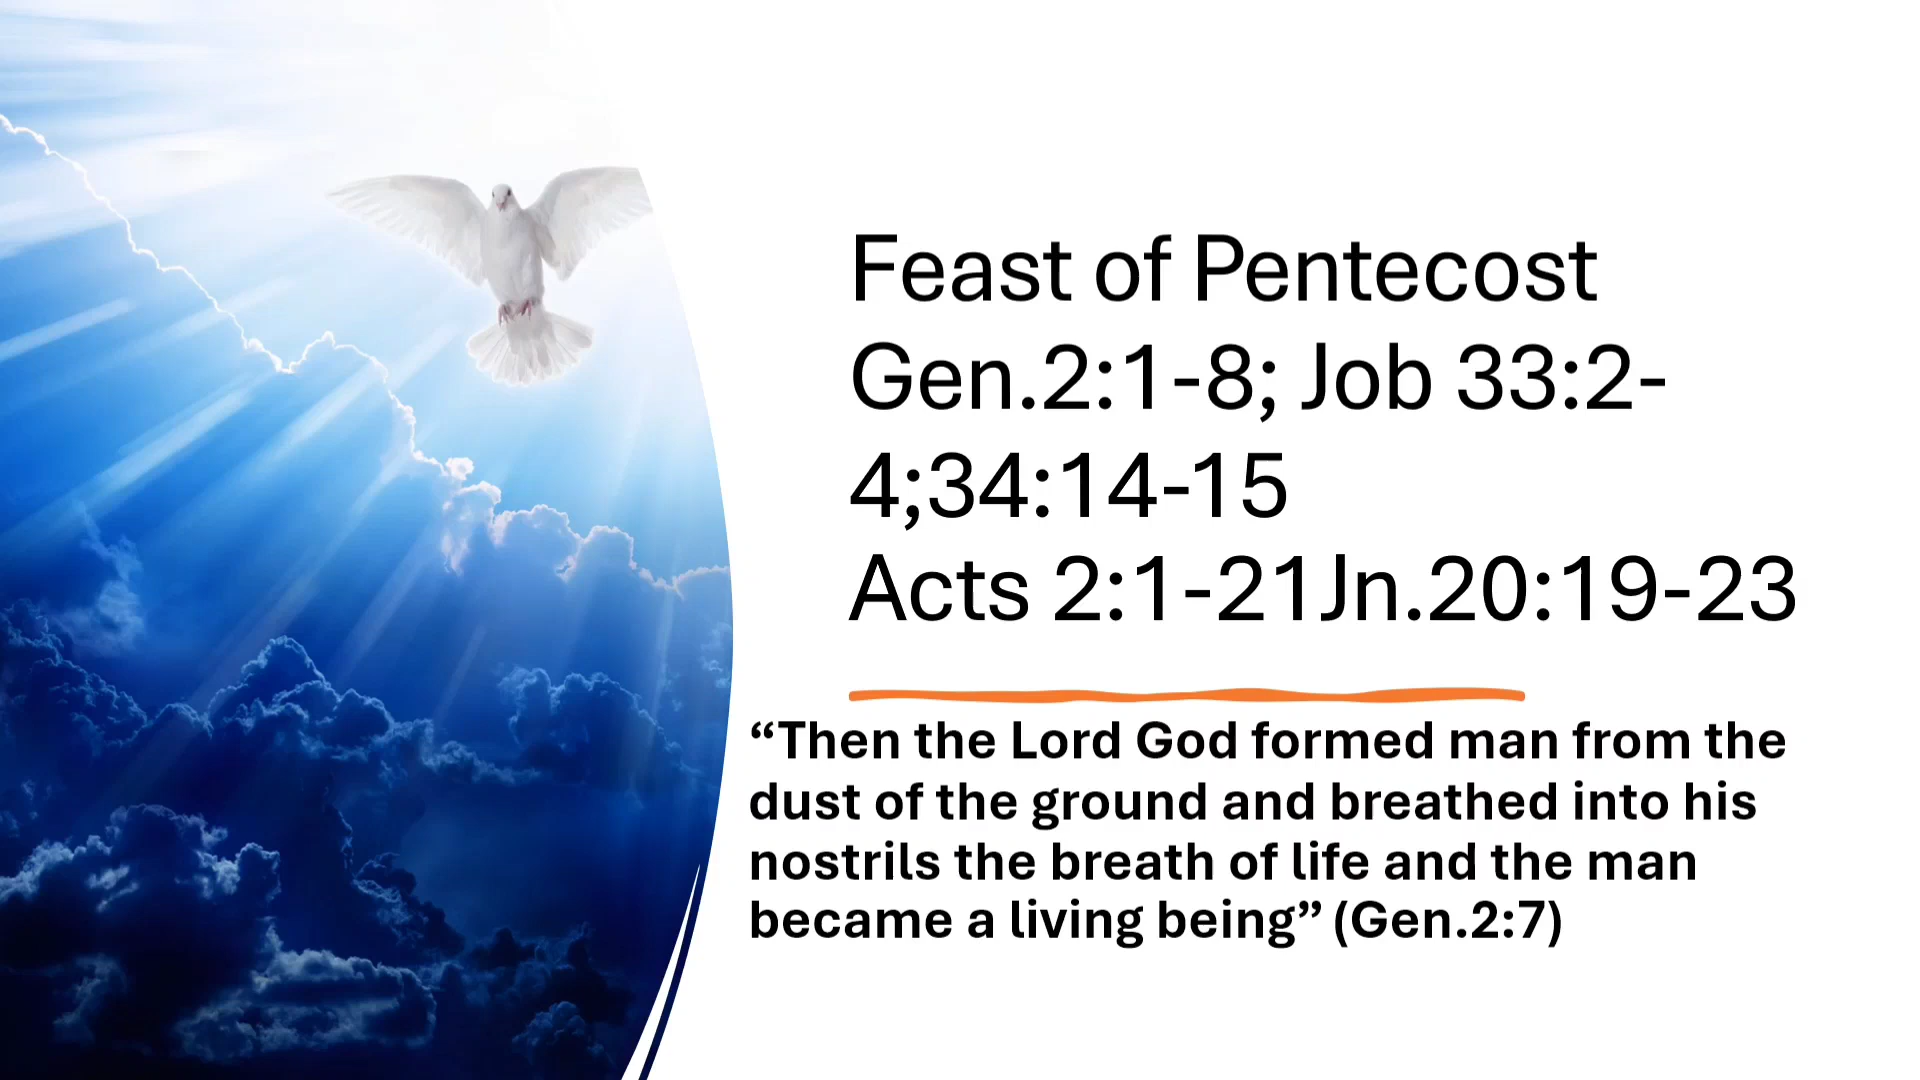 Feast of Pentecost
Gen.2:1-8; Job 33:2-
4;34:14-15
Acts 2:1-21Jn.20:19-23
“Then the Lord God formed man from the
dust of the ground and breathed into his
nostrils the breath of life and the man
became a living being” (Gen.2:7)